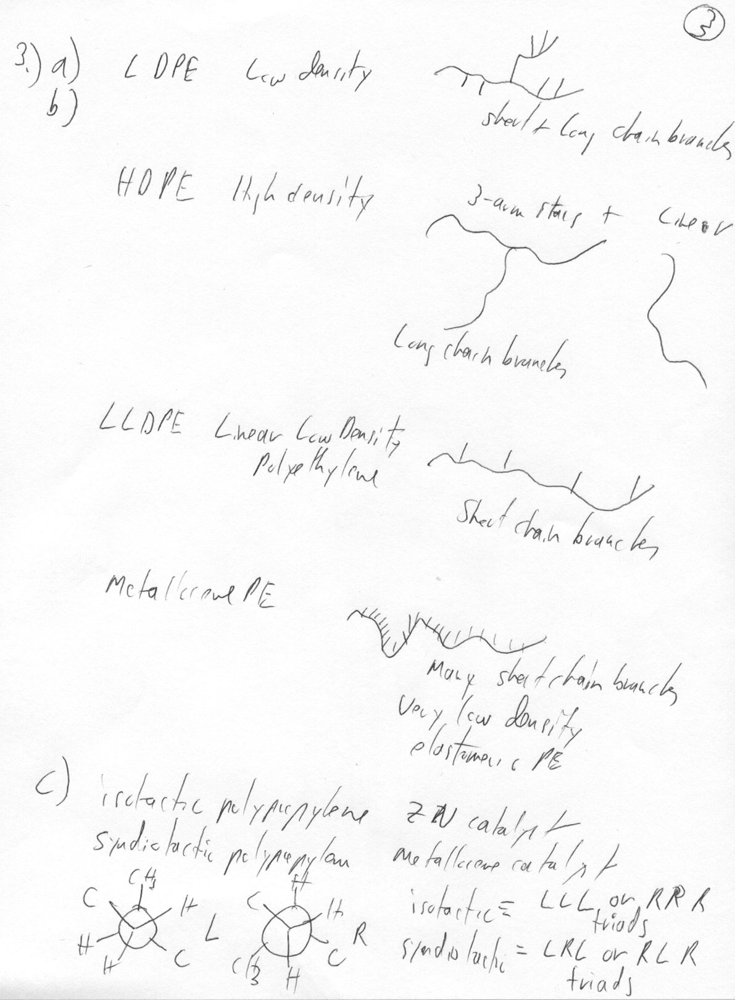 3
3.) a) LDPE Low density
b)
short + Long chain branches
HDPE High density
3-arm stars + Linear
Long chain branches
LLDPE Linear Low Density
Polyethylene
Short chain branches
Metallocene PE
Many short chain branches
Very low density
elastomeric PE
c) isotactic polypropylene ZN catalyst
syndiotactic polypropylene metallocene catalyst
CH3 H
C H C H
L R
H H C CH3 H C
isotactic = LLL or RRR
triads
syndiotactic = LRL or RLR
triads